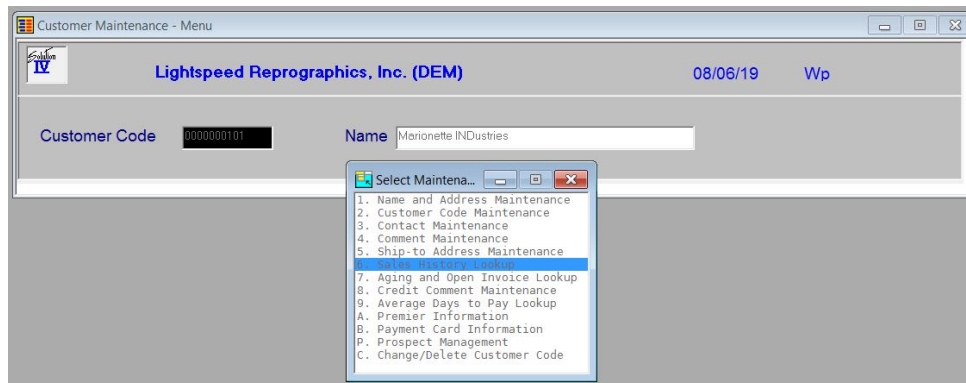 Customer Maintenance - Menu
Solution
IV
Lightspeed Reprographics, Inc. (DEM) 08/06/19 Wp
Customer Code 0000000101 Name Marionette INDustries
Select Maintena...
1. Name and Address Maintenance
2. Customer Code Maintenance
3. Contact Maintenance
4. Comment Maintenance
5. Ship-to Address Maintenance
6. Sales History Lookup
7. Aging and Open Invoice Lookup
8. Credit Comment Maintenance
9. Average Days to Pay Lookup
A. Premier Information
B. Payment Card Information
P. Prospect Management
C. Change/Delete Customer Code